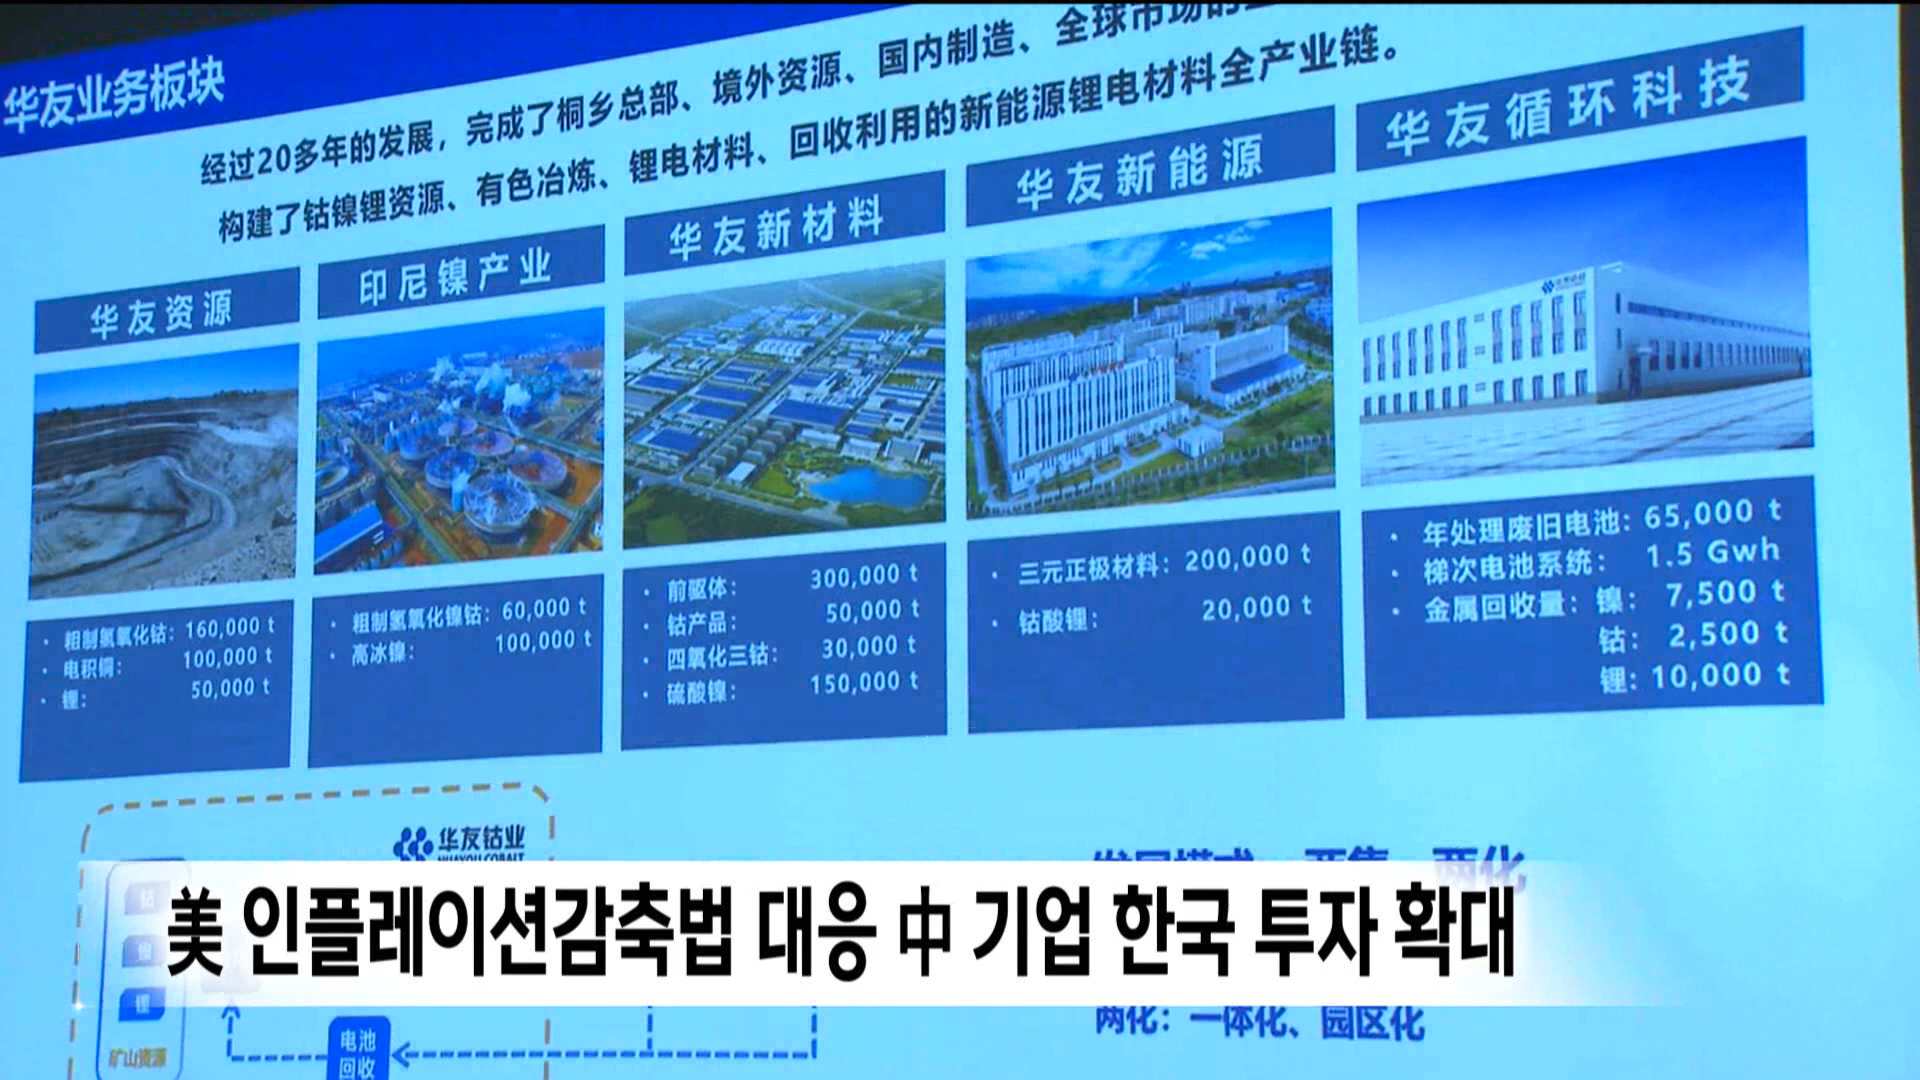 华友业务板块
经过20多年的发展，完成了桐乡总部、境外资源、国内制造、全球市场的
构建了钴镍锂资源、有色冶炼、锂电材料、回收利用的新能源锂电材料全产业链。
华友资源
印尼镍产业
华友新材料
华友新能源
华友循环科技
· 粗制氢氧化钴: 160,000 t
· 电积铜: 100,000 t
· 锂: 50,000 t
· 粗制氢氧化镍钴: 60,000 t
· 高冰镍: 100,000 t
· 前驱体: 300,000 t
· 钴产品: 50,000 t
· 四氧化三钴: 30,000 t
· 硫酸镍: 150,000 t
· 三元正极材料: 200,000 t
· 钴酸锂: 20,000 t
· 年处理废旧电池: 65,000 t
· 梯次电池系统: 1.5 Gwh
· 金属回收量: 镍: 7,500 t
钴: 2,500 t
锂: 10,000 t
华友钴业
HUAYOU COBALT
钴
镍
锂
矿山资源
电池
回收
美 인플레이션감축법 대응 中 기업 한국 투자 확대
两化: 一体化、园区化